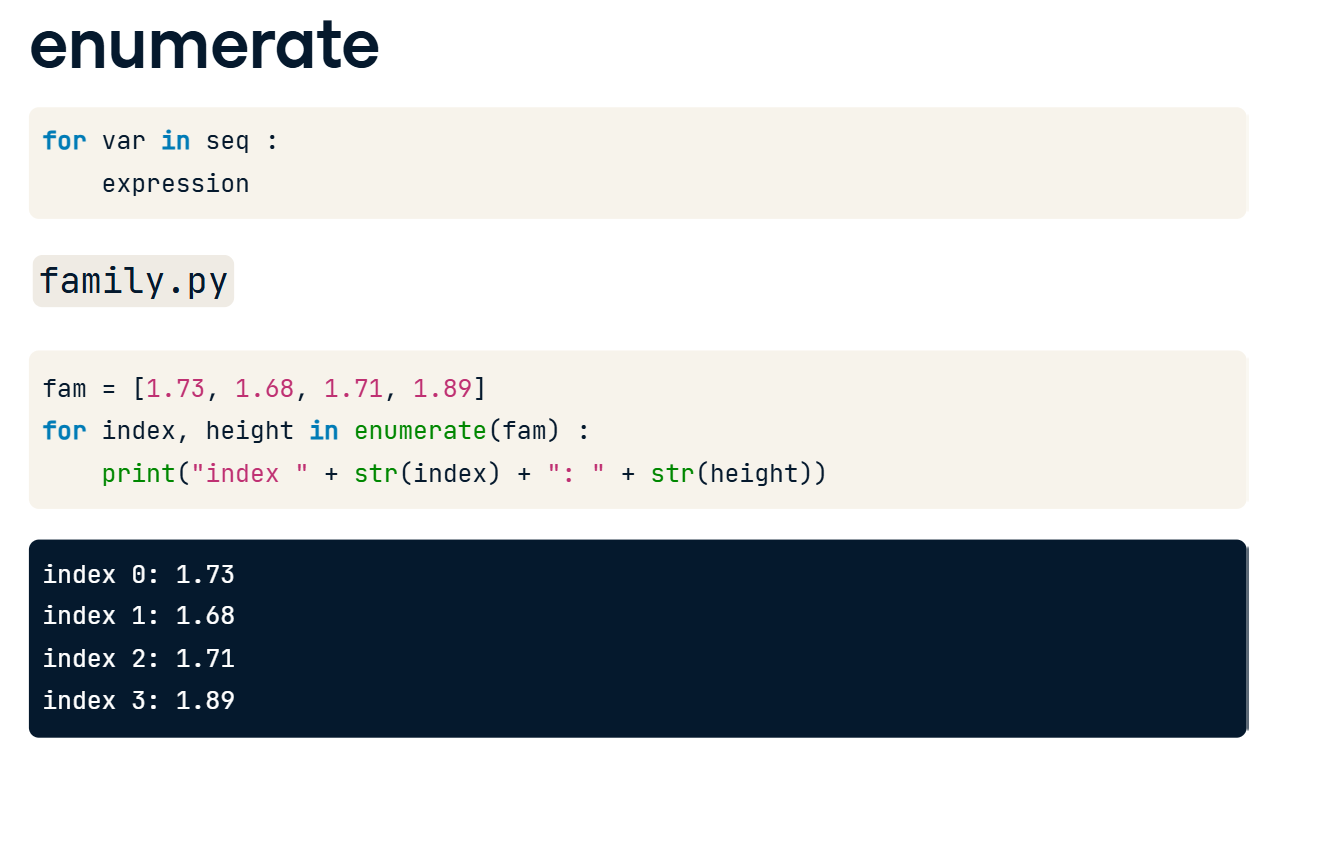 enumerate
for var in seq :
    expression
family.py
fam = [1.73, 1.68, 1.71, 1.89]
for index, height in enumerate(fam) :
    print("index " + str(index) + ": " + str(height))
index 0: 1.73
index 1: 1.68
index 2: 1.71
index 3: 1.89